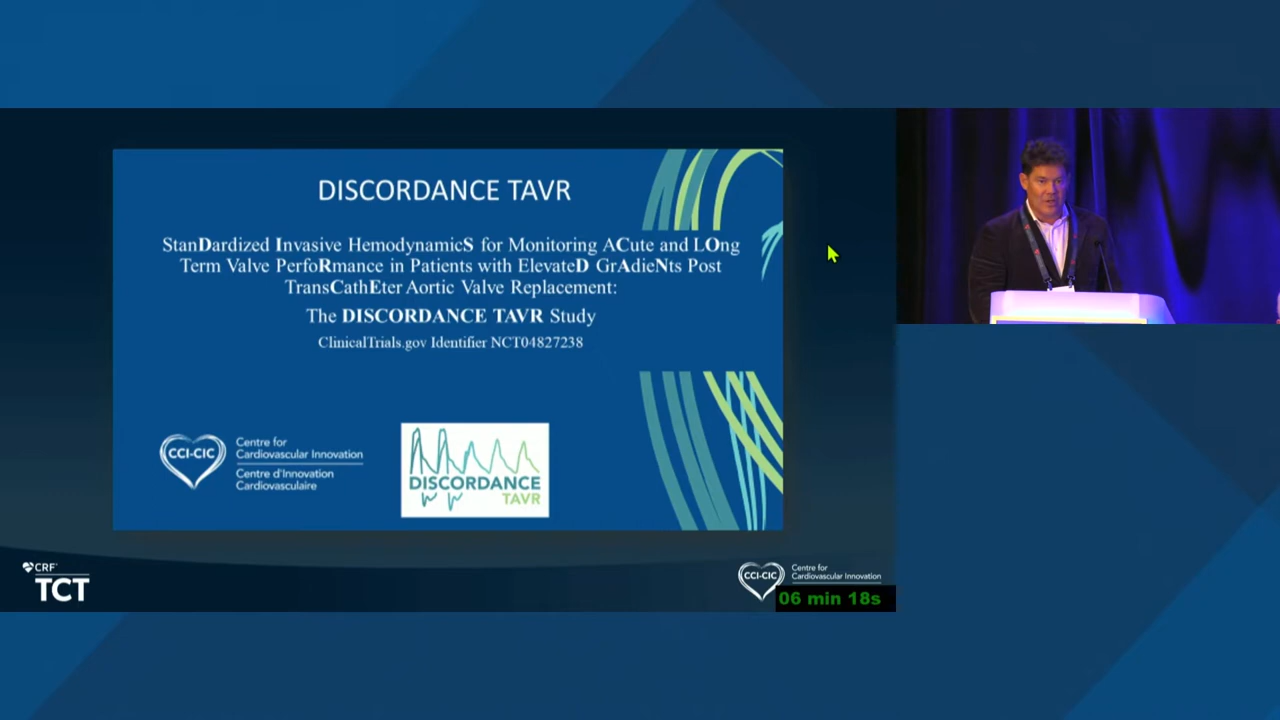 DISCORDANCE TAVR
StanDardized Invasive HemodynamicS for Monitoring ACute and LOng
Term Valve PerfoRmance in Patients with ElevateD GrAdieNts Post
TransCathEter Aortic Valve Replacement:
The DISCORDANCE TAVR Study
ClinicalTrials.gov Identifier NCT04827238
CCI-CIC
Centre for
Cardiovascular Innovation
Centre d'Innovation
Cardiovasculaire
DISCORDANCE
TAVR
CRF
TCT
CCI-CIC
Centre for
Cardiovascular Innovation
06 min 18s